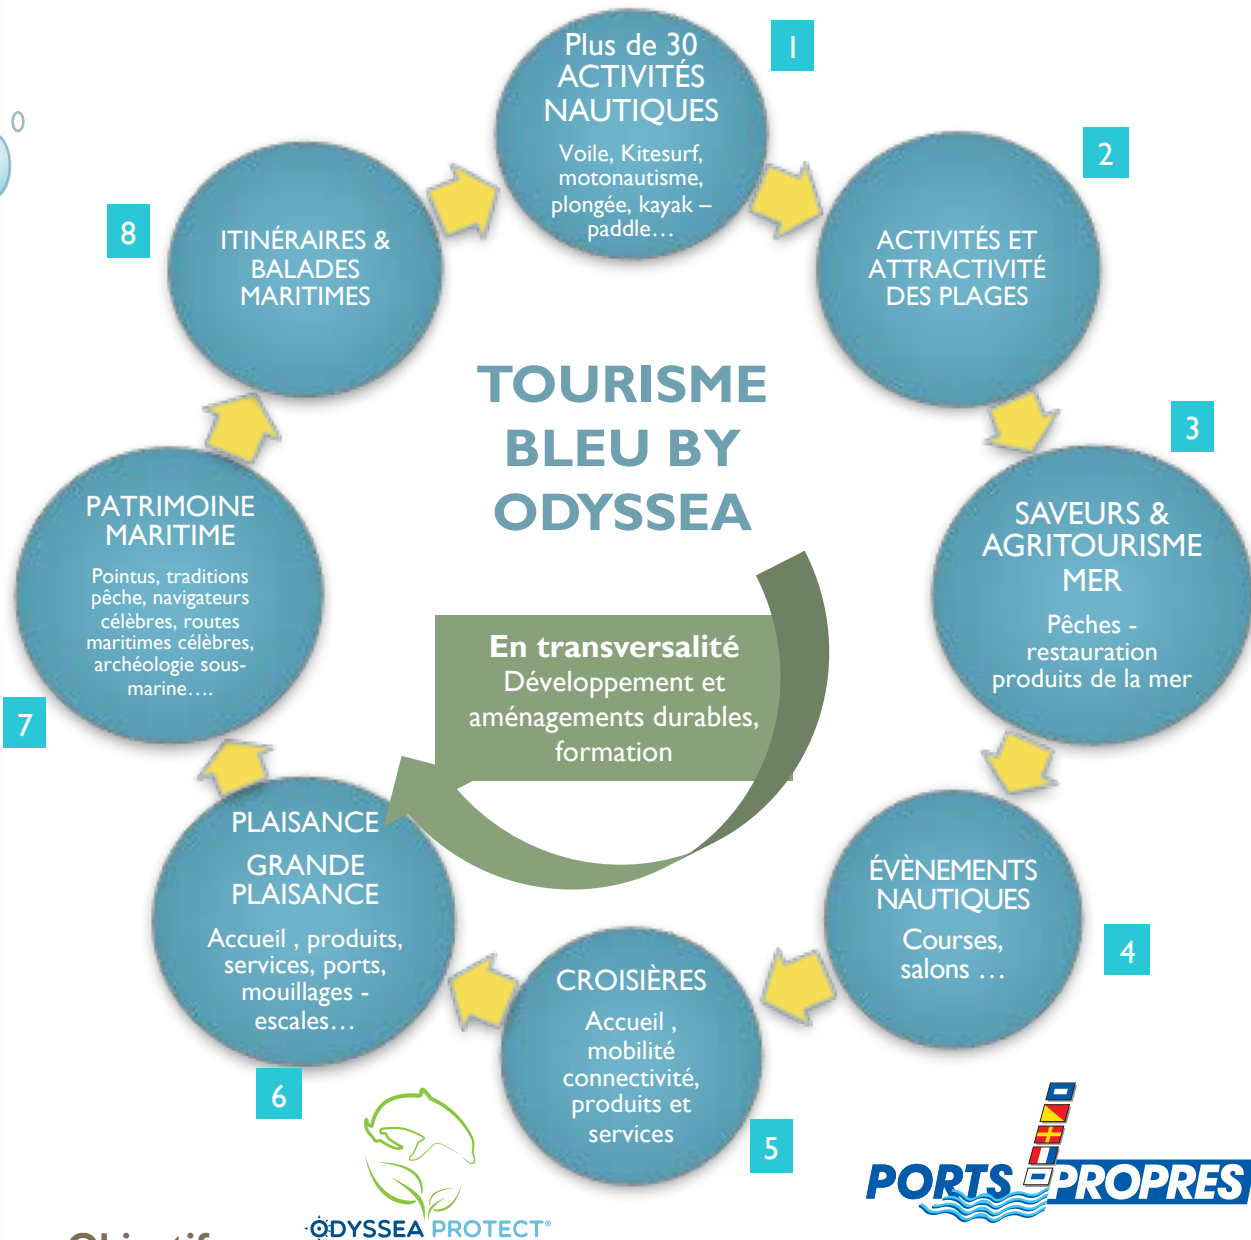 1
Plus de 30
ACTIVITÉS
NAUTIQUES
Voile, Kitesurf,
motonautisme,
plongée, kayak –
paddle…
2
ACTIVITÉS ET
ATTRACTIVITÉ
DES PLAGES
3
SAVEURS &
AGRITOURISME
MER
Pêches -
restauration
produits de la mer
4
ÉVÈNEMENTS
NAUTIQUES
Courses,
salons …
5
CROISIÈRES
Accueil ,
mobilité
connectivité,
produits et
services
6
PLAISANCE
GRANDE
PLAISANCE
Accueil , produits,
services, ports,
mouillages -
escales…
7
PATRIMOINE
MARITIME
Pointus, traditions
pêche, navigateurs
célèbres, routes
maritimes célèbres,
archéologie sous-
marine….
8
ITINÉRAIRES &
BALADES
MARITIMES
TOURISME
BLEU BY
ODYSSEA
En transversalité
Développement et
aménagements durables,
formation
ODYSSEA PROTECT®
PORTS PROPRES